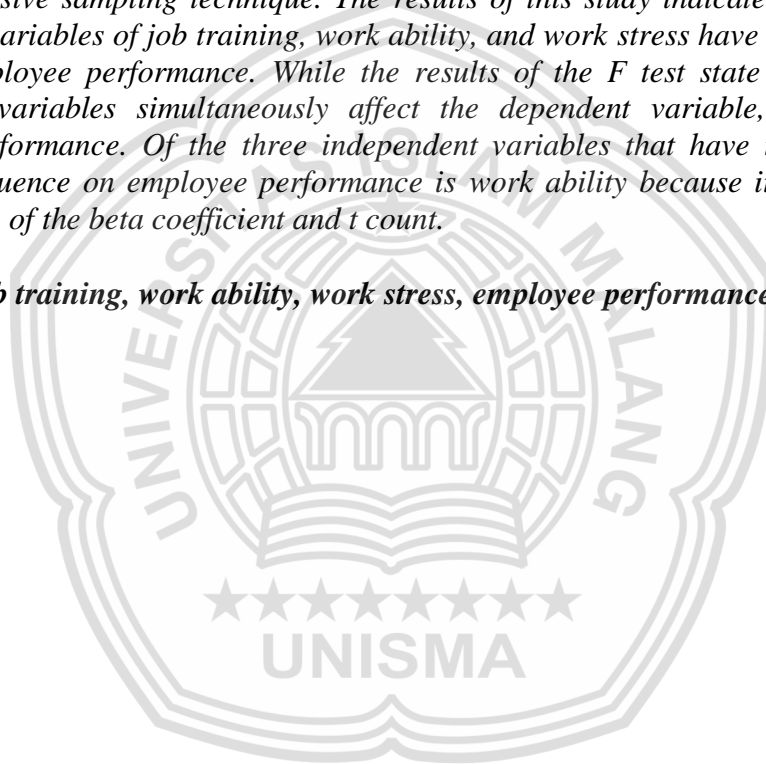 sive sampling technique. The results of this study indicate
variables of job training, work ability, and work stress have
ployee performance. While the results of the F test state
variables simultaneously affect the dependent variable,
formance. Of the three independent variables that have
uence on employee performance is work ability because i
of the beta coefficient and t count.
b training, work ability, work stress, employee performance
UNIVERSITAS ISLAM MALANG
UNISMA